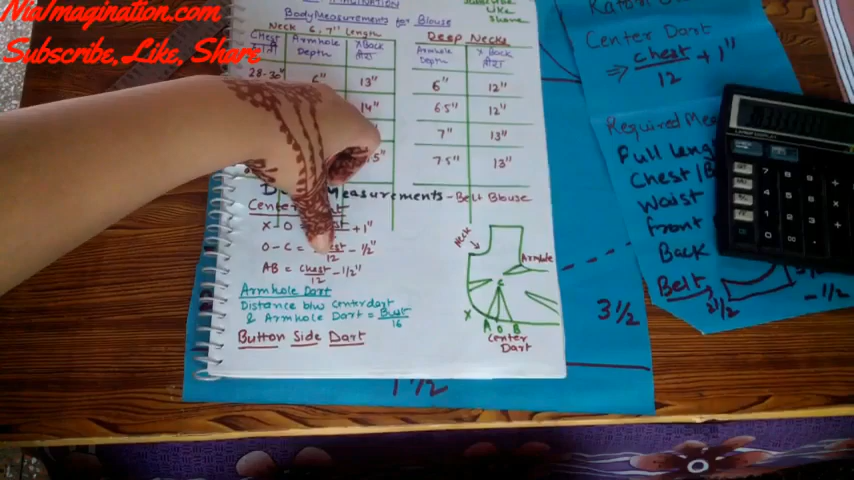 NiaImagination.com
Subscribe, Like, Share
Like
Share
Body Measurements for Blouse
Neck 6, 7" Length
Deep Necks
Chest
Armhole Depth
x Back
Armhole Depth
x Back
28-30"
6"
13"
6"
12"
14"
6.5"
12"
7"
13"
7.5"
13"
Measurements - Belt Blouse
Center
X-O
+ 1"
O-C =
12
- 1/2"
AB = Chest/12 - 1/2"
Armhole Dart
Distance b/w Center dart
& Armhole Dart = Bust/16
Button Side Dart
Neck
Armhole
C
X
A O B
Center
Dart
Center Dart
⇒ chest/12 + 1"
Required
Full leng
Chest/B
Waist
Front
Back
Belt
3 1/2
- 1/2
3 1/2
1 1/2